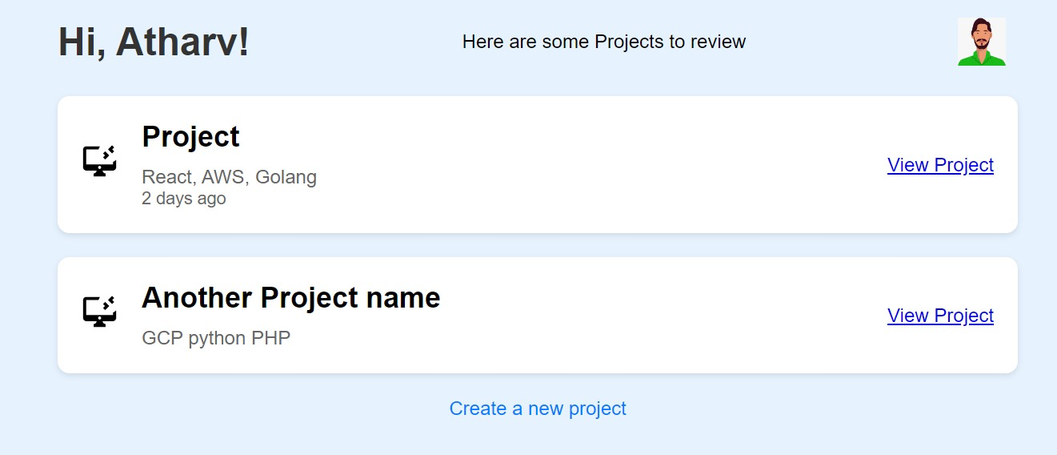 Hi, Atharv!
Here are some Projects to review
Project
React, AWS, Golang
2 days ago
View Project
Another Project name
GCP python PHP
View Project
Create a new project